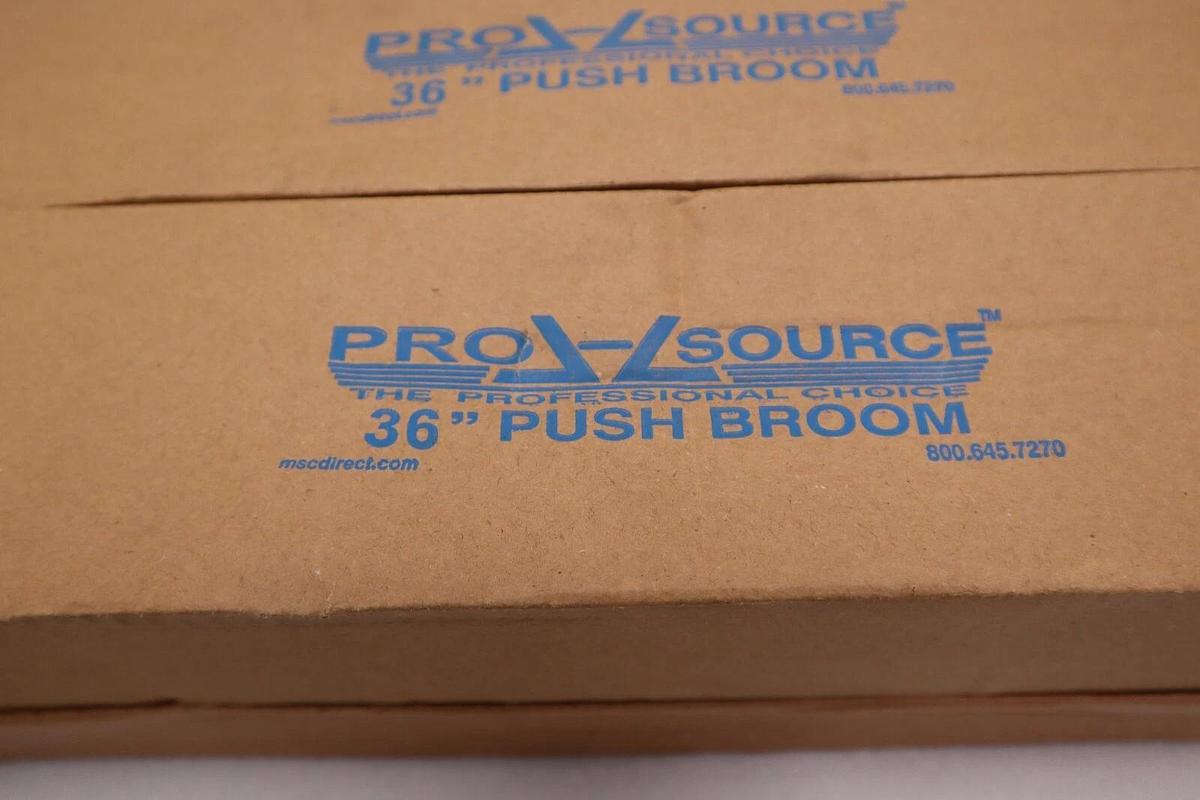 PRO SOURCE
THE PROFESSIONAL CHOICE
36 " PUSH BROOM
mscdirect.com 800.645.7270
PRO SOURCE™
THE PROFESSIONAL CHOICE
36 " PUSH BROOM
mscdirect.com 800.645.7270